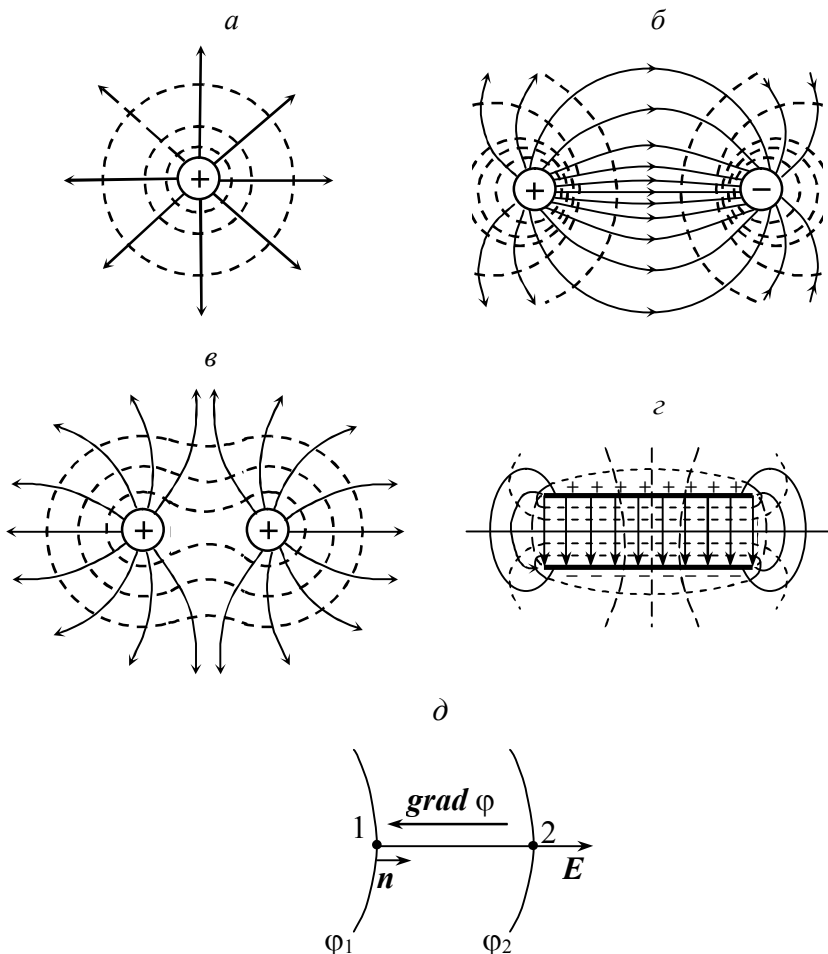 а
б
+
+
−
в
г
+
+
+ + + + + + + +
− − − − − − − −
д
grad φ
1
2
n
E
φ₁
φ₂